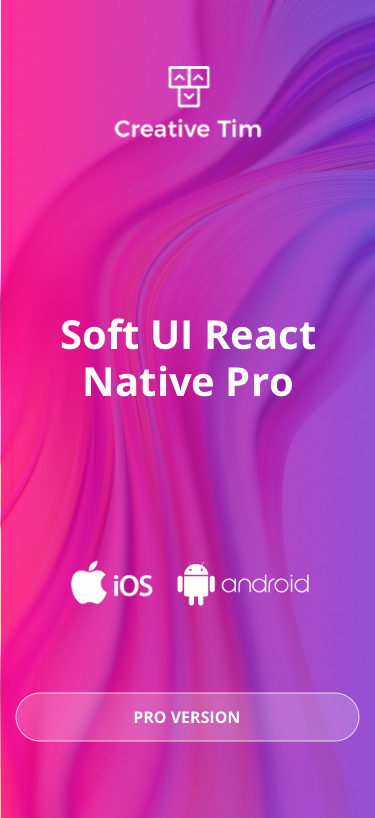 Creative Tim
Soft UI React
Native Pro
iOS
android
PRO VERSION